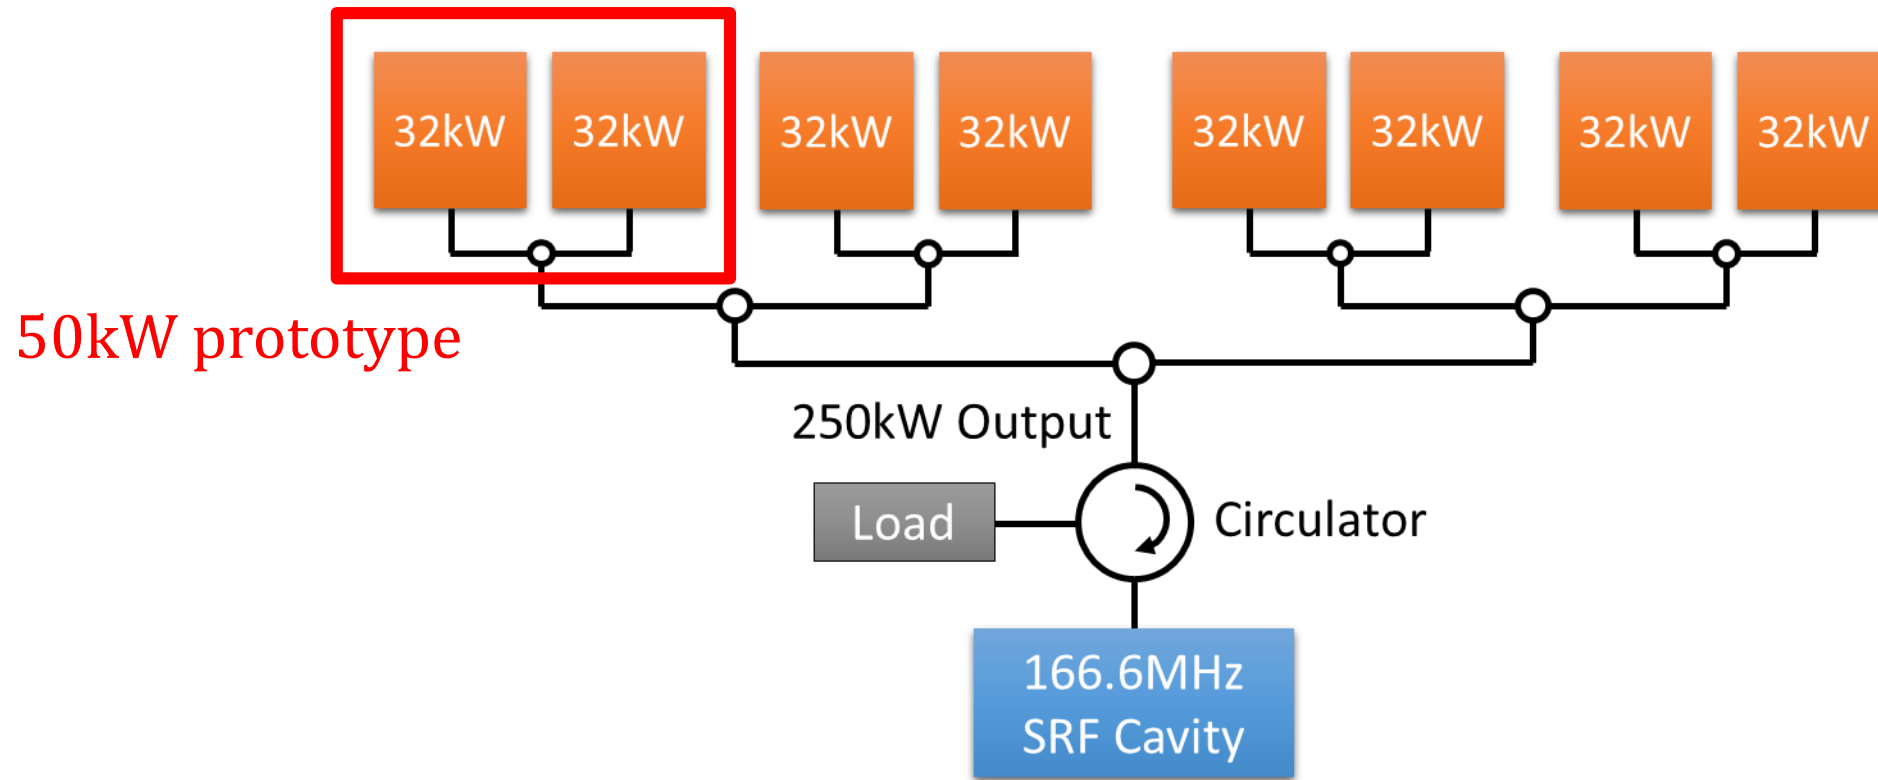 32kW
32kW
32kW
32kW
32kW
32kW
32kW
32kW
50kW prototype
250kW Output
Load
Circulator
166.6MHz
SRF Cavity